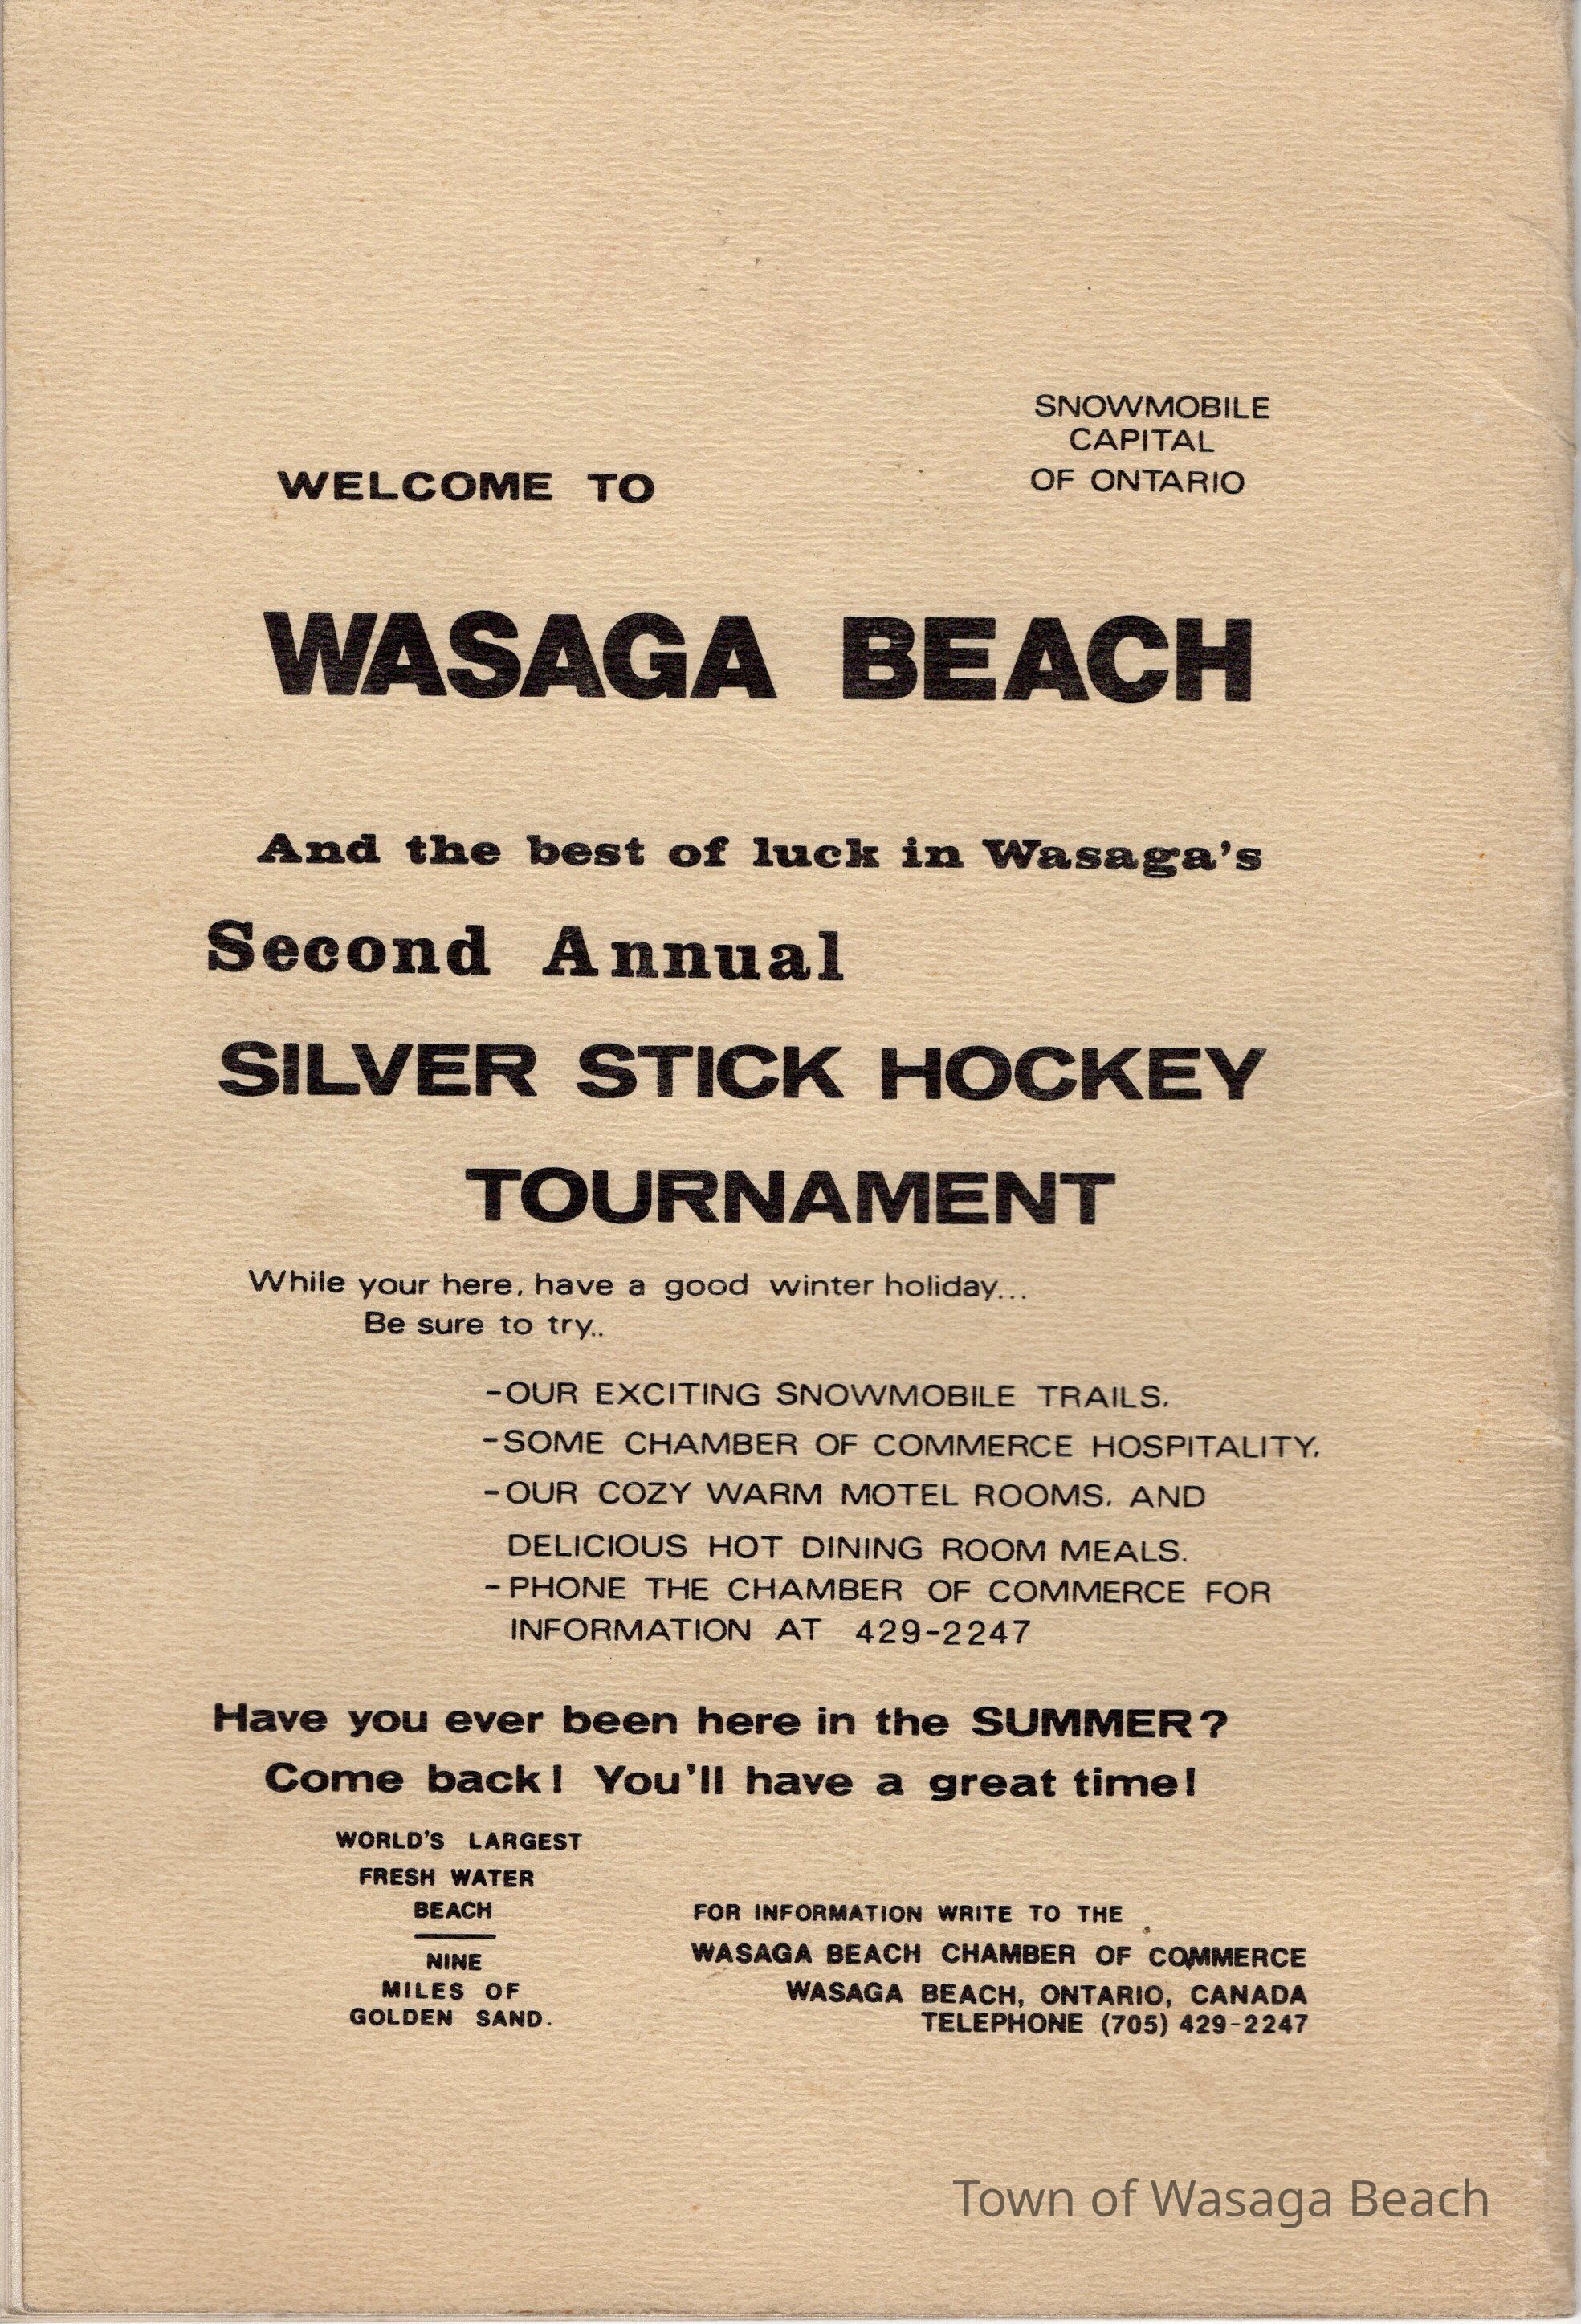 SNOWMOBILE
CAPITAL
OF ONTARIO
WELCOME TO
WASAGA BEACH
And the best of luck in Wasaga's
Second Annual
SILVER STICK HOCKEY
TOURNAMENT
While your here, have a good winter holiday...
Be sure to try..
-OUR EXCITING SNOWMOBILE TRAILS.
-SOME CHAMBER OF COMMERCE HOSPITALITY.
-OUR COZY WARM MOTEL ROOMS. AND
DELICIOUS HOT DINING ROOM MEALS.
-PHONE THE CHAMBER OF COMMERCE FOR
INFORMATION AT 429-2247
Have you ever been here in the SUMMER?
Come back! You'll have a great time!
WORLD'S LARGEST
FRESH WATER
BEACH
NINE
MILES OF
GOLDEN SAND.
FOR INFORMATION WRITE TO THE
WASAGA BEACH CHAMBER OF COMMERCE
WASAGA BEACH, ONTARIO, CANADA
TELEPHONE (705) 429-2247
Town of Wasaga Beach